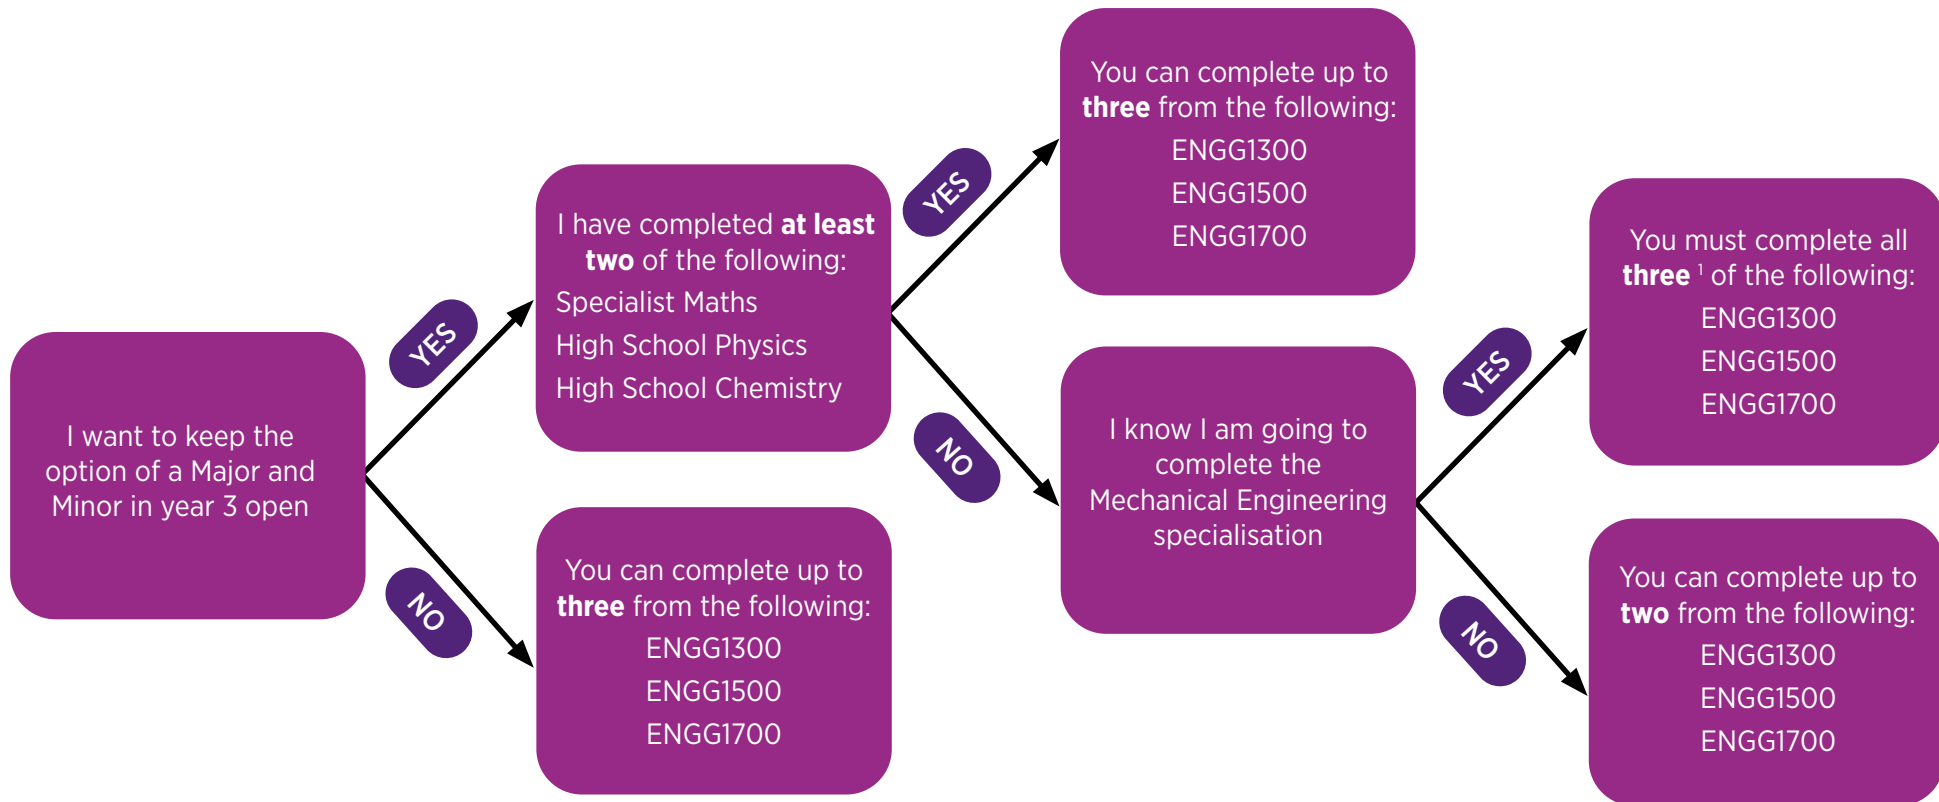 I want to keep the
option of a Major and
Minor in year 3 open
YES
NO
I have completed at least
two of the following:
Specialist Maths
High School Physics
High School Chemistry
You can complete up to
three from the following:
ENGG1300
ENGG1500
ENGG1700
YES
NO
You can complete up to
three from the following:
ENGG1300
ENGG1500
ENGG1700
I know I am going to
complete the
Mechanical Engineering
specialisation
YES
NO
You must complete all
three ¹ of the following:
ENGG1300
ENGG1500
ENGG1700
You can complete up to
two from the following:
ENGG1300
ENGG1500
ENGG1700